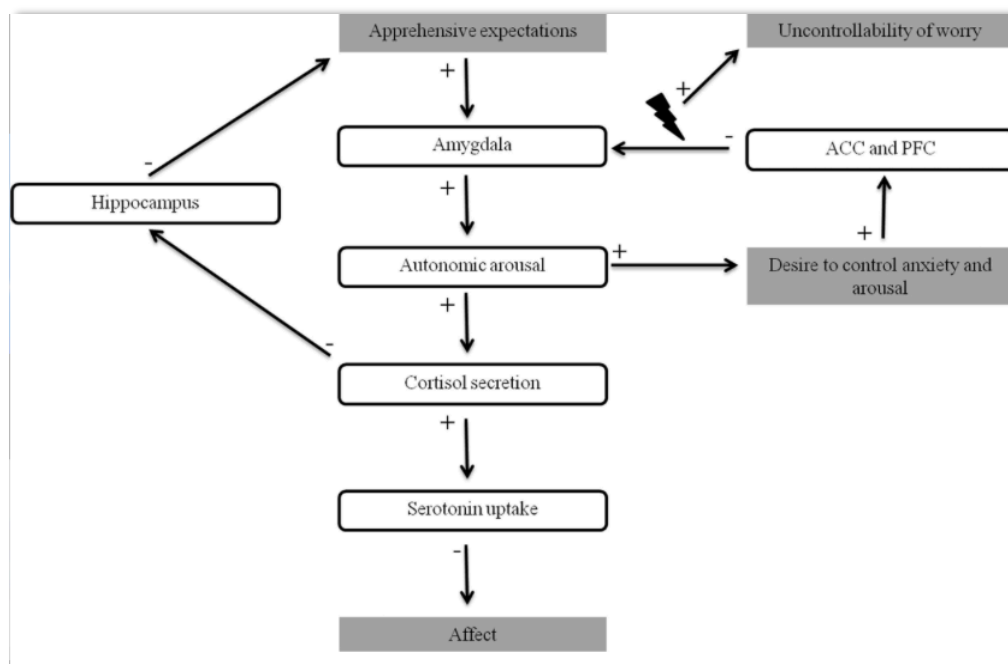 Apprehensive expectations
Uncontrollability of worry
+
+
Amygdala
-
ACC and PFC
-
+
Hippocampus
+
+
Autonomic arousal
Desire to control anxiety and
arousal
+
-
Cortisol secretion
+
Serotonin uptake
-
Affect